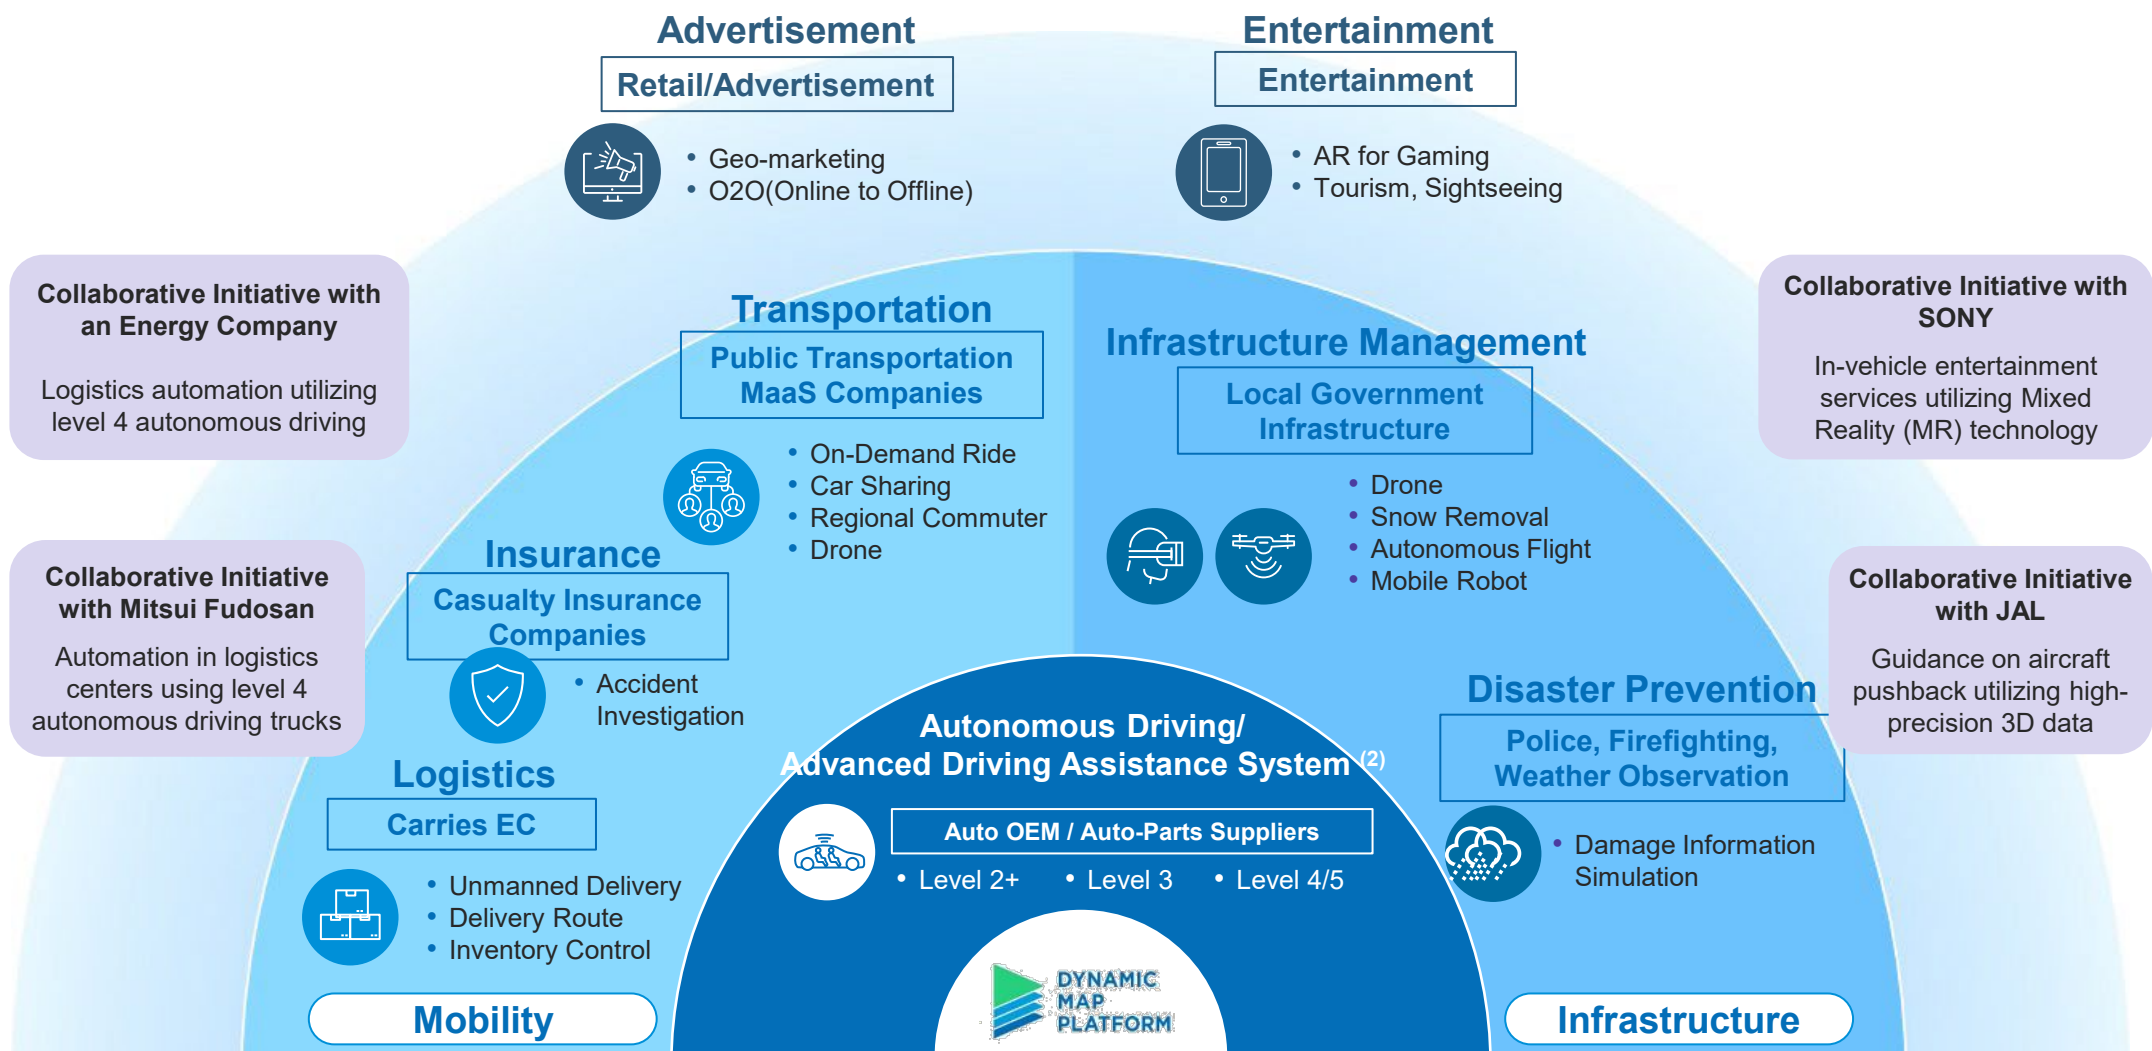 Advertisement
Retail/Advertisement
• Geo-marketing
• O2O(Online to Offline)
Entertainment
Entertainment
• AR for Gaming
• Tourism, Sightseeing
Collaborative Initiative with
an Energy Company
Logistics automation utilizing
level 4 autonomous driving
Collaborative Initiative
with Mitsui Fudosan
Automation in logistics
centers using level 4
autonomous driving trucks
Transportation
Public Transportation
MaaS Companies
• On-Demand Ride
• Car Sharing
• Regional Commuter
• Drone
Insurance
Casualty Insurance
Companies
• Accident
Investigation
Logistics
Carries EC
• Unmanned Delivery
• Delivery Route
• Inventory Control
Mobility
Infrastructure Management
Local Government
Infrastructure
• Drone
• Snow Removal
• Autonomous Flight
• Mobile Robot
Disaster Prevention
Police, Firefighting,
Weather Observation
• Damage Information
Simulation
Infrastructure
Collaborative Initiative with
SONY
In-vehicle entertainment
services utilizing Mixed
Reality (MR) technology
Collaborative Initiative
with JAL
Guidance on aircraft
pushback utilizing high-
precision 3D data
Autonomous Driving/
Advanced Driving Assistance System (2)
Auto OEM / Auto-Parts Suppliers
• Level 2+ • Level 3 • Level 4/5
DYNAMIC
MAP
PLATFORM